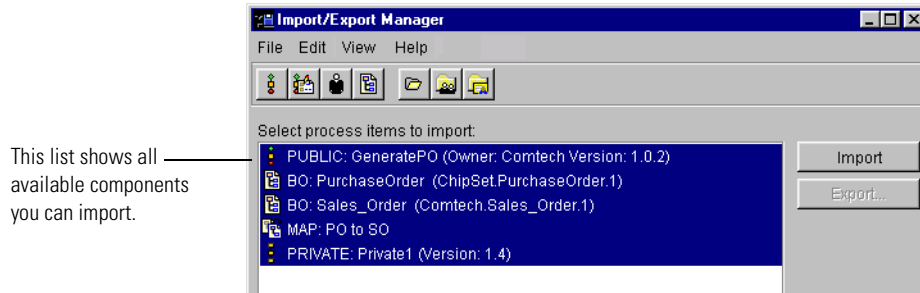 Import/Export Manager
File Edit View Help
Select process items to import:
PUBLIC: GeneratePO (Owner: Comtech Version: 1.0.2)
BO: PurchaseOrder (ChipSet.PurchaseOrder.1)
BO: Sales_Order (Comtech.Sales_Order.1)
MAP: PO to SO
PRIVATE: Private1 (Version: 1.4)
Import
Export...
This list shows all
available components
you can import.